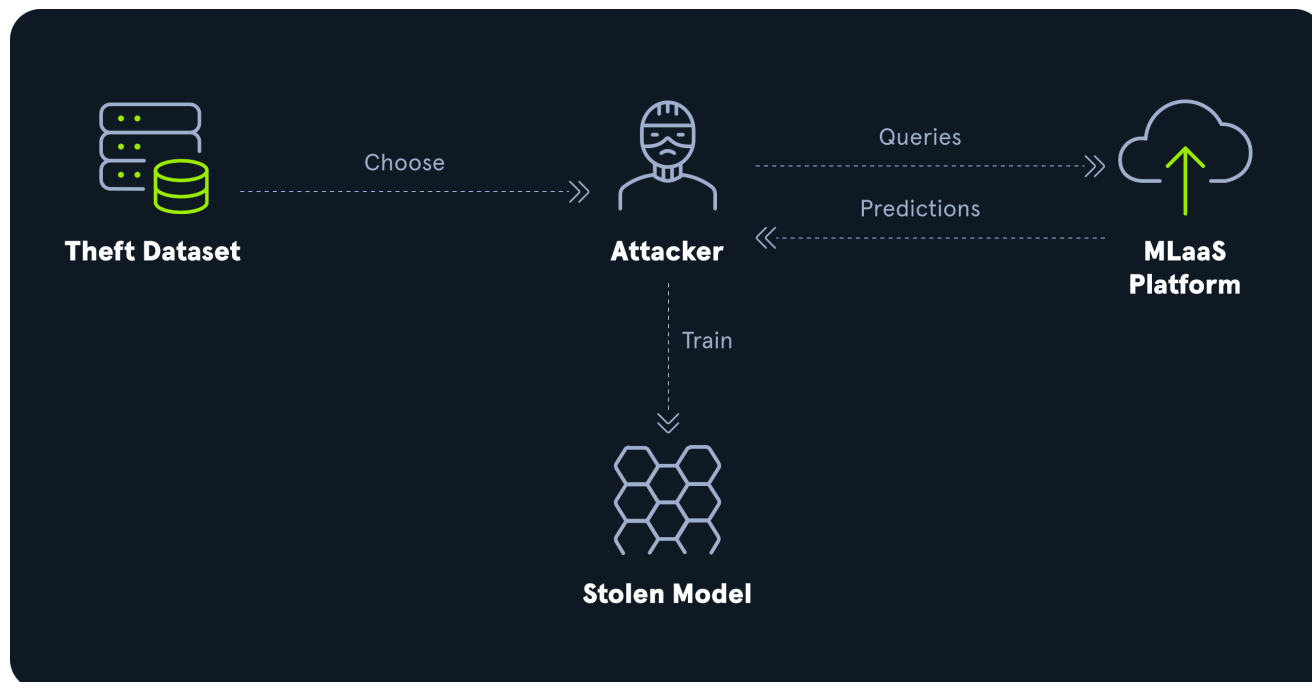 Choose
Queries
Predictions
Theft Dataset
Attacker
MLaaS
Platform
Train
Stolen Model